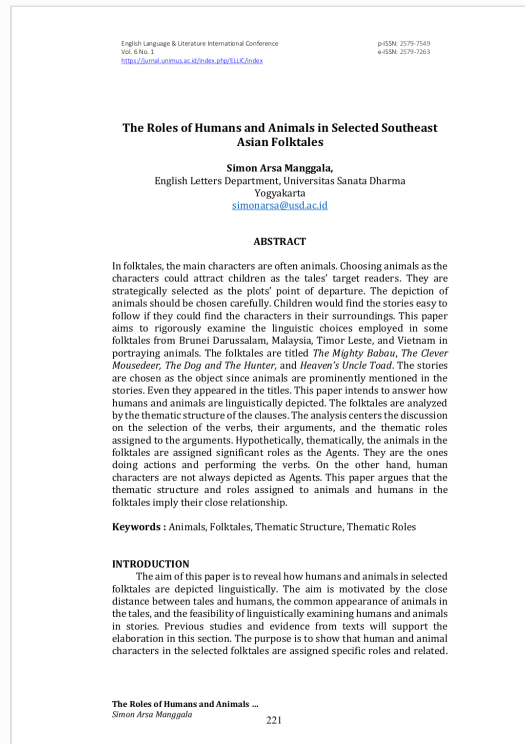 English Language & Literature International Conference
Vol. 6 No. 1
https://jurnal.unimus.ac.id/index.php/ELLIC/index
p-ISSN: 2579-7549
e-ISSN: 2579-7263
The Roles of Humans and Animals in Selected Southeast
Asian Folktales
Simon Arsa Manggala,
English Letters Department, Universitas Sanata Dharma
Yogyakarta
simonarsa@usd.ac.id
ABSTRACT
In folktales, the main characters are often animals. Choosing animals as the
characters could attract children as the tales' target readers. They are
strategically selected as the plots' point of departure. The depiction of
animals should be chosen carefully. Children would find the stories easy to
follow if they could find the characters in their surroundings. This paper
aims to rigorously examine the linguistic choices employed in some
folktales from Brunei Darussalam, Malaysia, Timor Leste, and Vietnam in
portraying animals. The folktales are titled The Mighty Babau, The Clever
Mousedeer, The Dog and The Hunter, and Heaven's Uncle Toad. The stories
are chosen as the object since animals are prominently mentioned in the
stories. Even they appeared in the titles. This paper intends to answer how
humans and animals are linguistically depicted. The folktales are analyzed
by the thematic structure of the clauses. The analysis centers the discussion
on the selection of the verbs, their arguments, and the thematic roles
assigned to the arguments. Hypothetically, thematically, the animals in the
folktales are assigned significant roles as the Agents. They are the ones
doing actions and performing the verbs. On the other hand, human
characters are not always depicted as Agents. This paper argues that the
thematic structure and roles assigned to animals and humans in the
folktales imply their close relationship.
Keywords : Animals, Folktales, Thematic Structure, Thematic Roles
INTRODUCTION
The aim of this paper is to reveal how humans and animals in selected
folktales are depicted linguistically. The aim is motivated by the close
distance between tales and humans, the common appearance of animals in
the tales, and the feasibility of linguistically examining humans and animals
in stories. Previous studies and evidence from texts will support the
elaboration in this section. The purpose is to show that human and animal
characters in the selected folktales are assigned specific roles and related.
The Roles of Humans and Animals ...
Simon Arsa Manggala
221